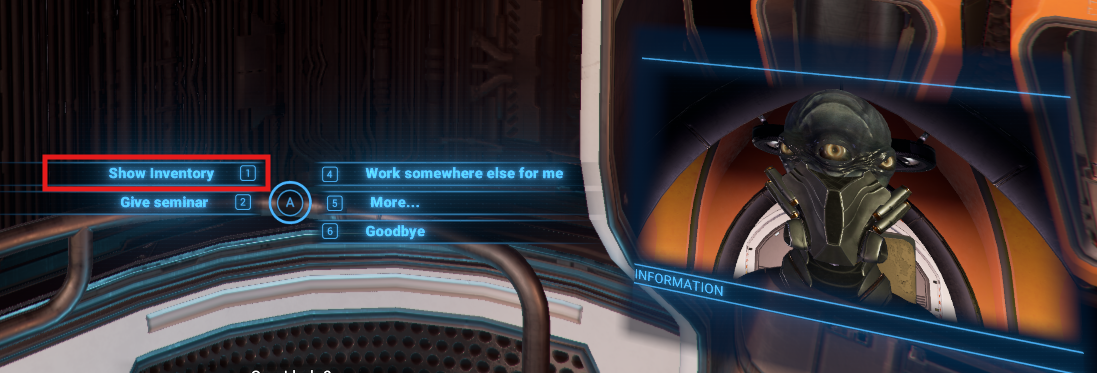 Show Inventory 1
Give seminar 2
A
4 Work somewhere else for me
5 More...
6 Goodbye
INFORMATION